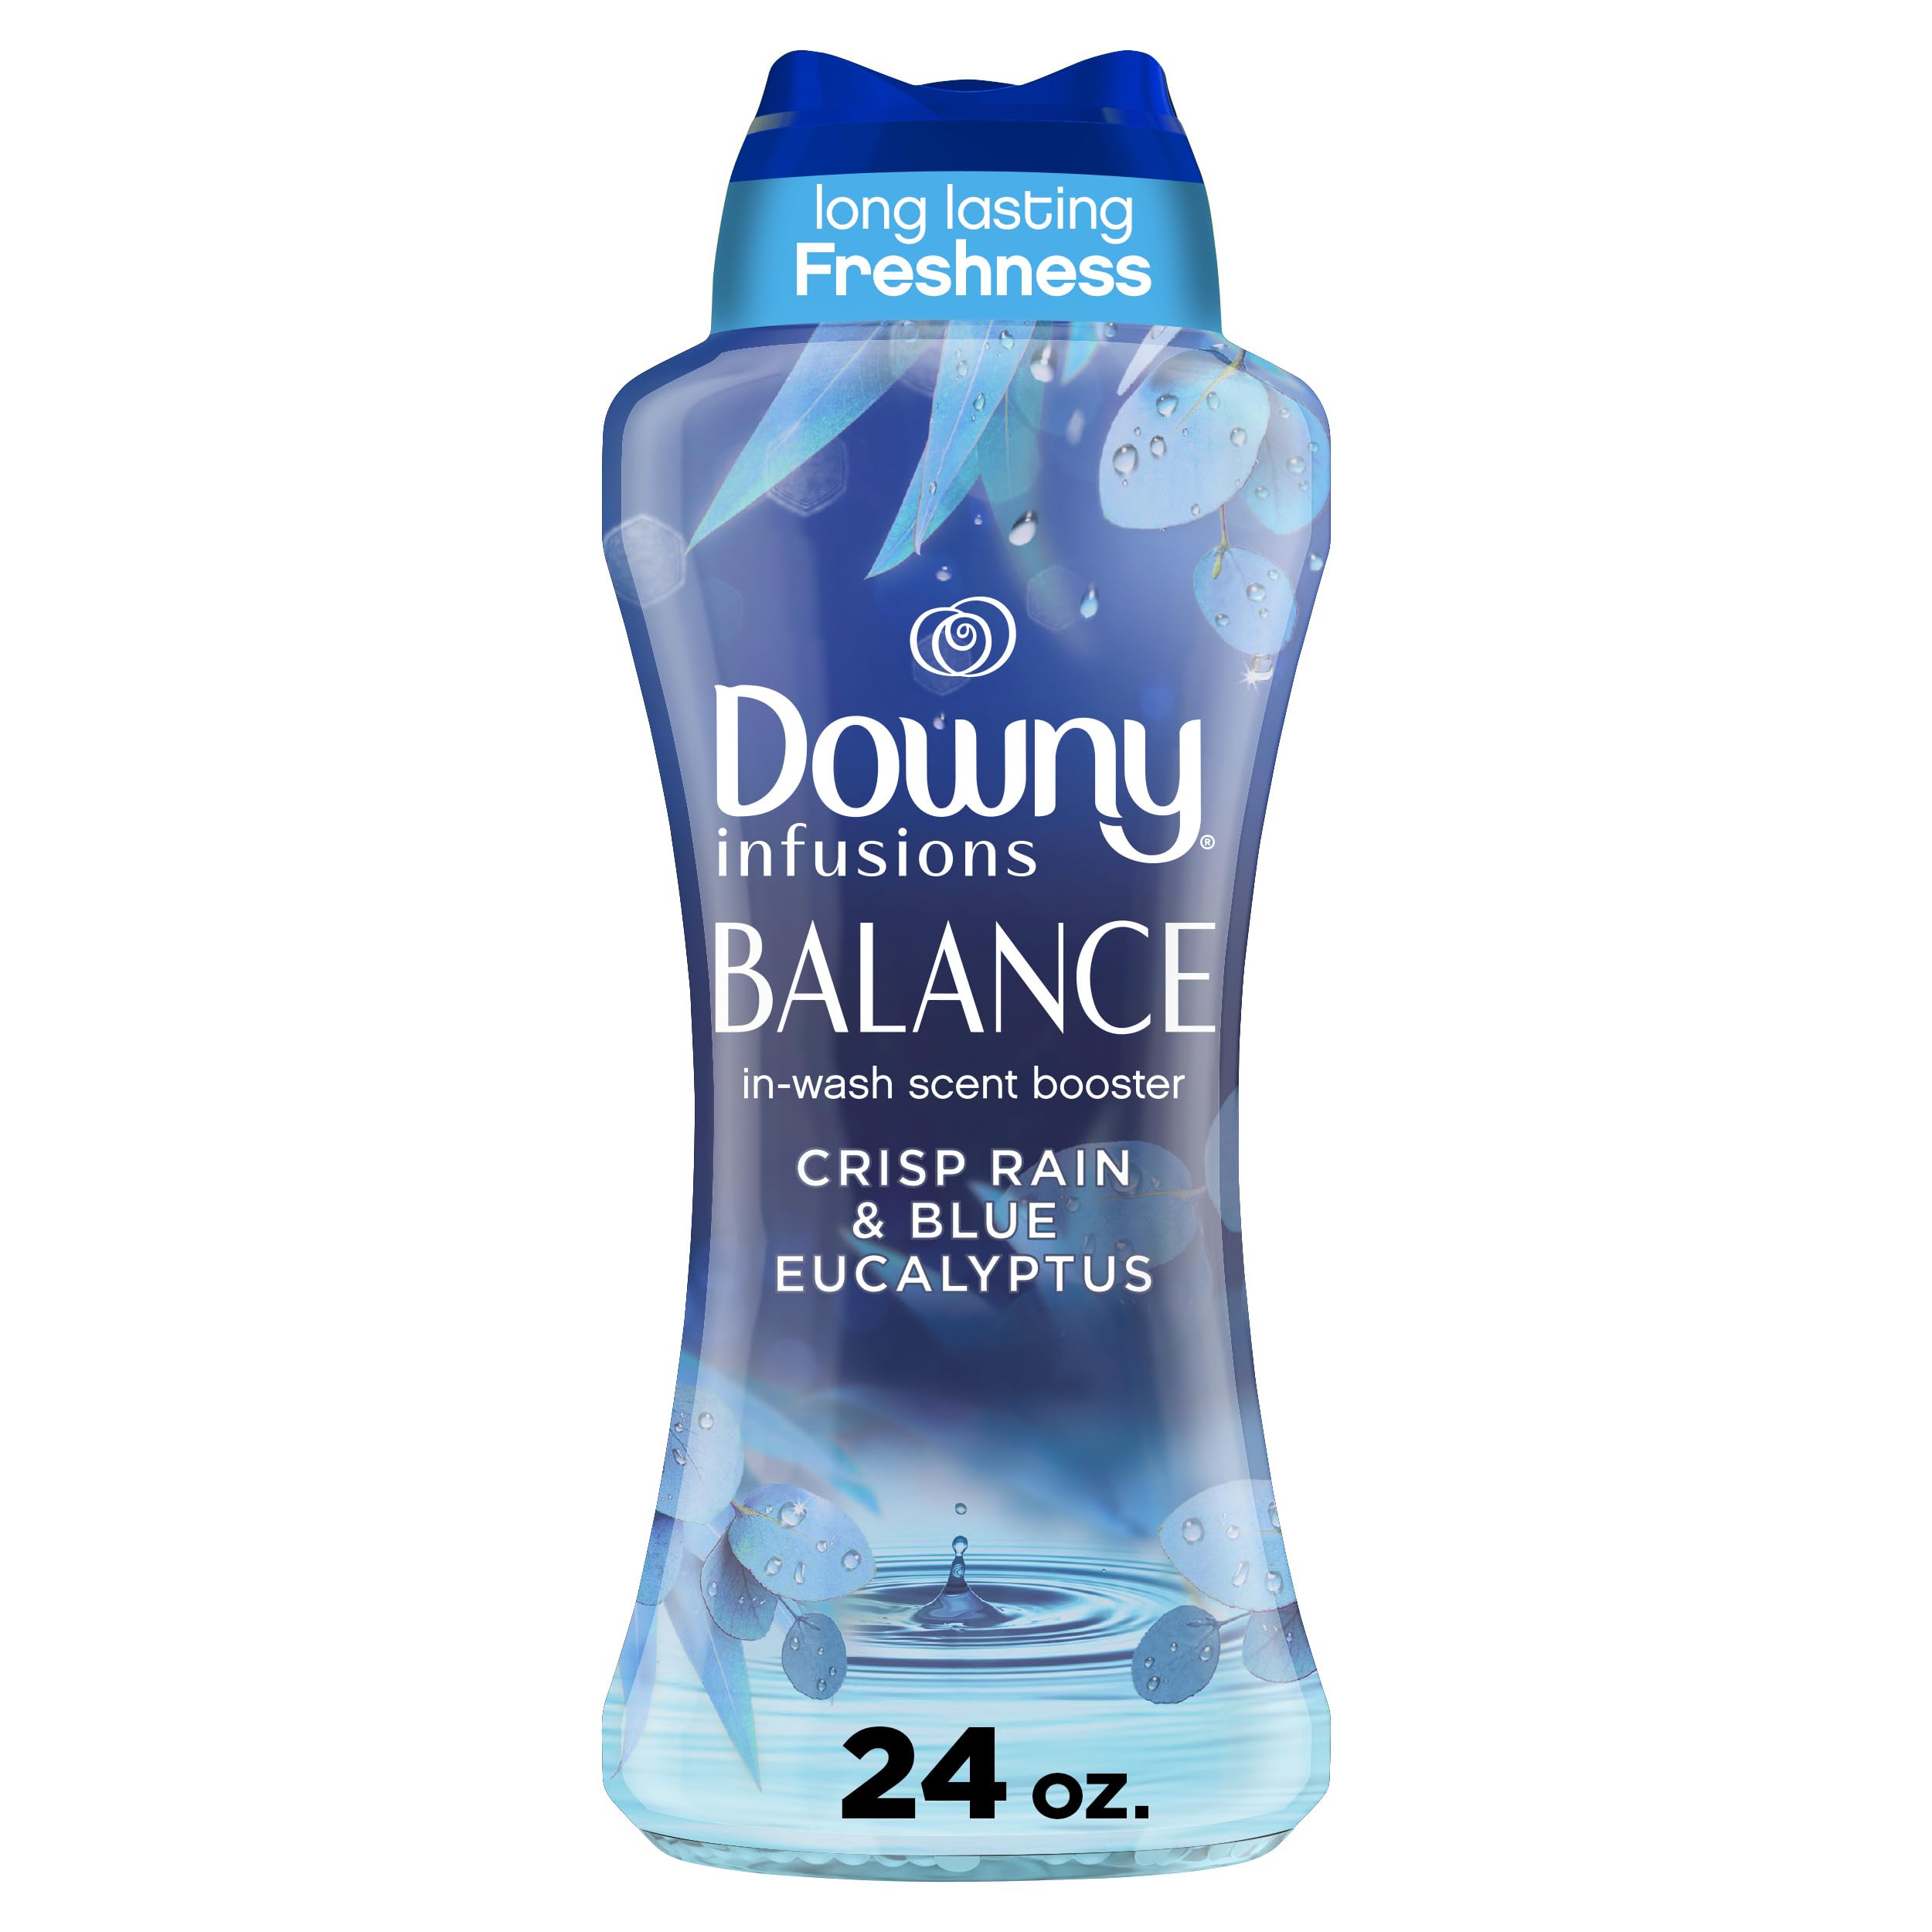 long lasting
Freshness
Downy®
infusions
BALANCE
in-wash scent booster
CRISP RAIN
& BLUE
EUCALYPTUS
24 oz.